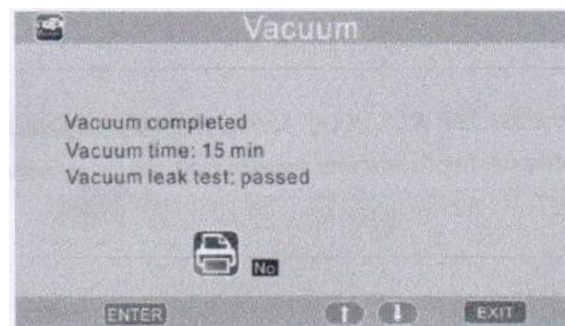 Vacuum
Vacuum completed
Vacuum time: 15 min
Vacuum leak test: passed
No
ENTER
EXIT